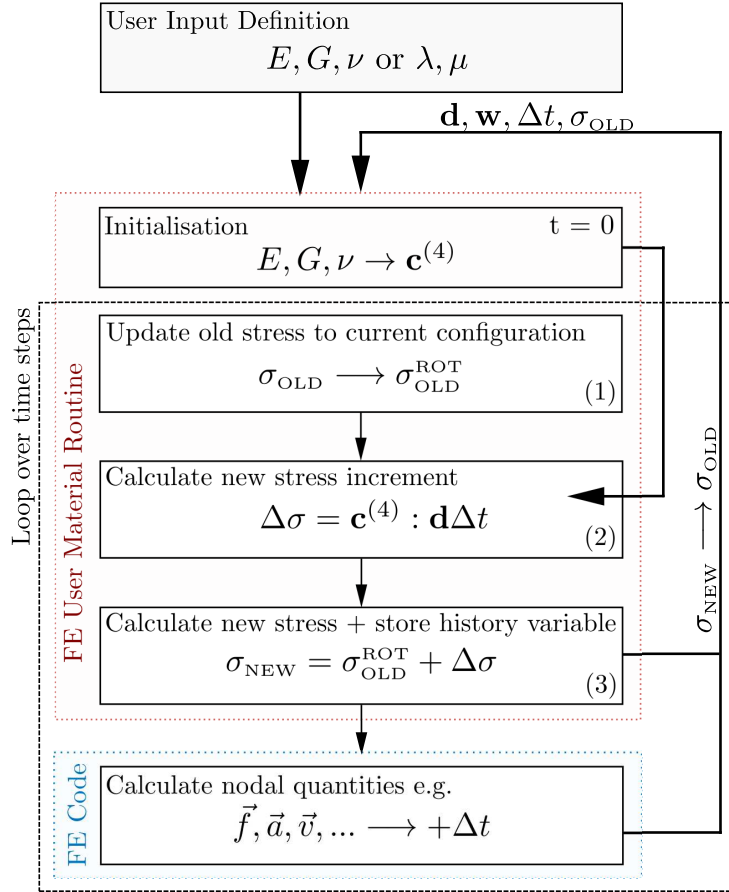 User Input Definition
E, G, ν or λ, μ
d, w, Δt, σ_OLD
Initialisation t = 0
E, G, ν → c^(4)
Update old stress to current configuration
σ_OLD ⟶ σ_OLD^ROT
(1)
Calculate new stress increment
Δσ = c^(4) : dΔt
(2)
Calculate new stress + store history variable
σ_NEW = σ_OLD^ROT + Δσ
(3)
Calculate nodal quantities e.g.
f⃗, a⃗, v⃗, ... ⟶ +Δt
Loop over time steps
FE User Material Routine
FE Code
σ_NEW ⟶ σ_OLD